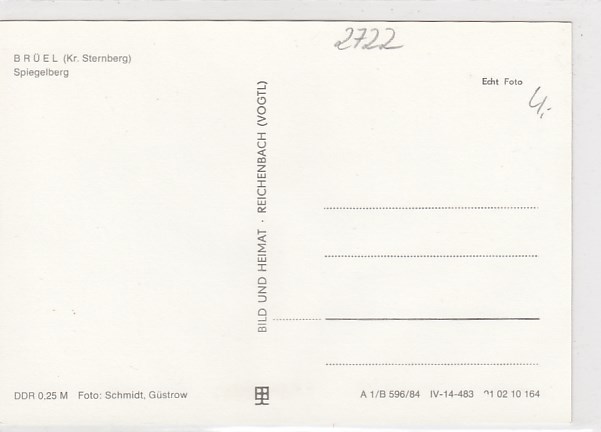 2722
BRÜEL (Kr. Sternberg)
Spiegelberg
Echt Foto
4,-
BILD UND HEIMAT · REICHENBACH (VOGTL)
DDR 0,25 M Foto: Schmidt, Güstrow
A 1/B 596/84 IV-14-483 01 02 10 164